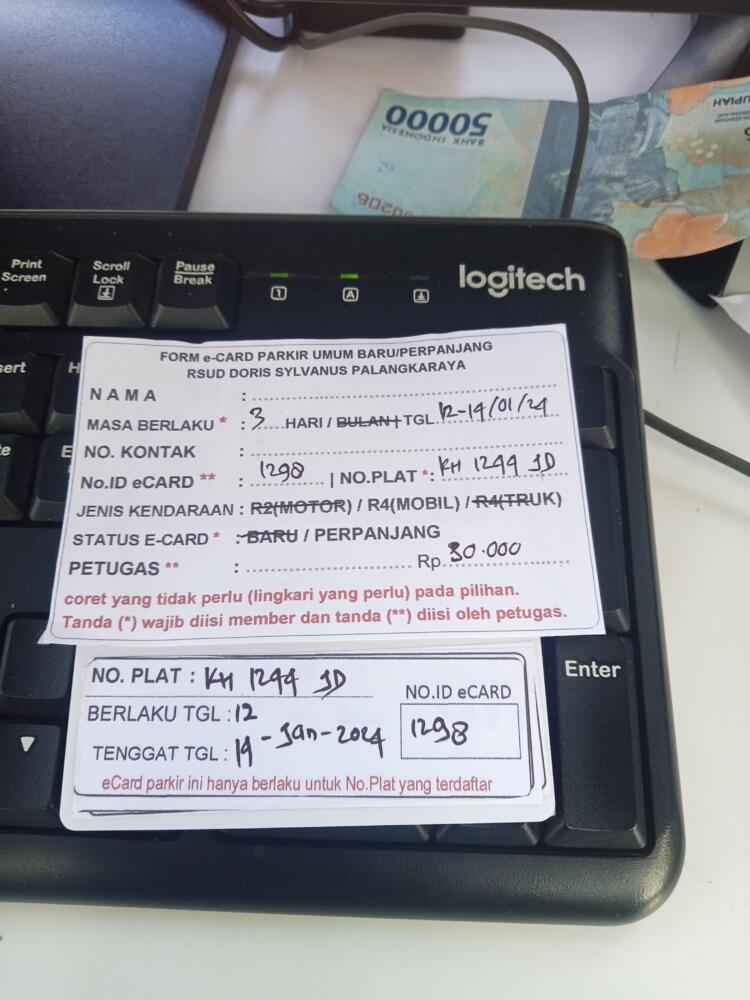 50000
BANK INDONESIA
RUPIAH
Print
Screen
Scroll
Lock
Pause
Break
1
A
logitech
FORM e-CARD PARKIR UMUM BARU/PERPANJANG
RSUD DORIS SYLVANUS PALANGKARAYA
NAMA :
MASA BERLAKU * : 3 HARI / BULAN | TGL. 12-14/01/24
NO. KONTAK :
No.ID eCARD ** : 1298 | NO.PLAT *: KH 1244 JD
JENIS KENDARAAN : R2(MOTOR) / R4(MOBIL) / R4(TRUK)
STATUS E-CARD * : BARU / PERPANJANG
PETUGAS ** : Rp. 30.000
coret yang tidak perlu (lingkari yang perlu) pada pilihan.
Tanda (*) wajib diisi member dan tanda (**) diisi oleh petugas.
NO. PLAT : KH 1244 JD
NO.ID eCARD
BERLAKU TGL : 12
1298
TENGGAT TGL : 14 - Jan - 2024
eCard parkir ini hanya berlaku untuk No.Plat yang terdaftar
Enter